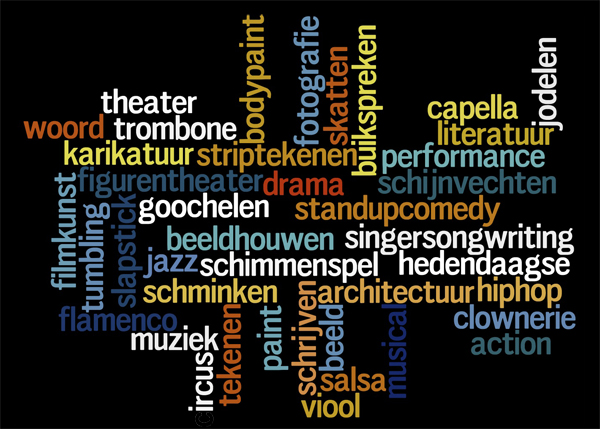 bodypaint
fotografie
skatten
buikspreken
jodelen
theater
capella
woord
trombone
literatuur
karikatuur
striptekenen
performance
figurentheater
drama
schijnvechten
filmkunst
tumbling
slapstick
goochelen
standupcomedy
beeldhouwen
singersongwriting
jazz
schimmenspel
hedendaagse
schminken
architectuur
hiphop
flamenco
clownerie
muziek
action
circus
tekenen
paint
schrijven
beeld
musical
salsa
viool